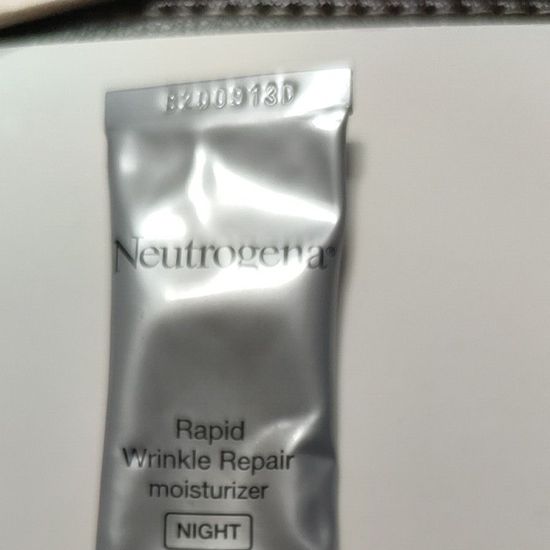 Neutrogena®
Rapid
Wrinkle Repair
moisturizer
NIGHT